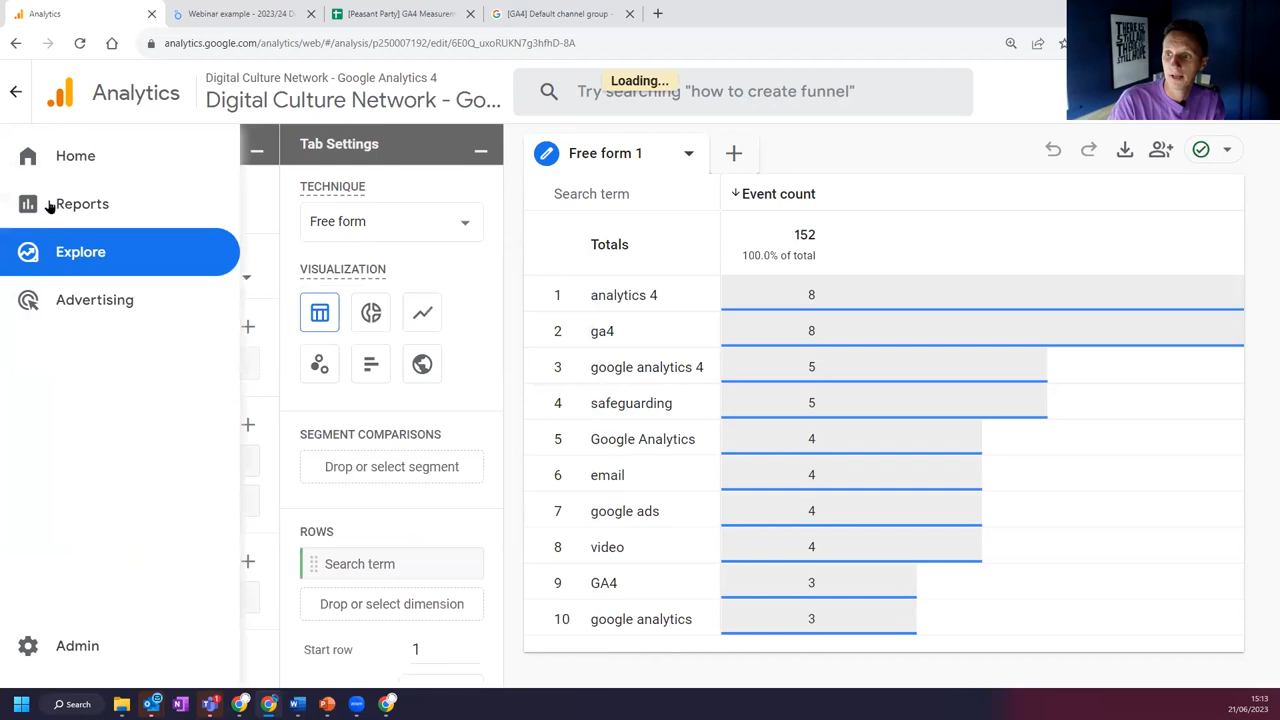 Analytics
Webinar example - 2023/24 D
[Peasant Party] GA4 Measurem
[GA4] Default channel group -
analytics.google.com/analytics/web/#/analysis/p250007192/edit/6E0Q_uxoRUKN7g3hfhD-8A
Analytics
Digital Culture Network - Google Analytics 4
Digital Culture Network - Go...
Loading...
Try searching "how to create funnel"
Home
Reports
Explore
Advertising
Admin
Tab Settings
TECHNIQUE
Free form
VISUALIZATION
SEGMENT COMPARISONS
Drop or select segment
ROWS
Search term
Drop or select dimension
Start row 1
Free form 1
Search term Event count
Totals 152
100.0% of total
1 analytics 4 8
2 ga4 8
3 google analytics 4 5
4 safeguarding 5
5 Google Analytics 4
6 email 4
7 google ads 4
8 video 4
9 GA4 3
10 google analytics 3
Search
15:13
21/06/2023